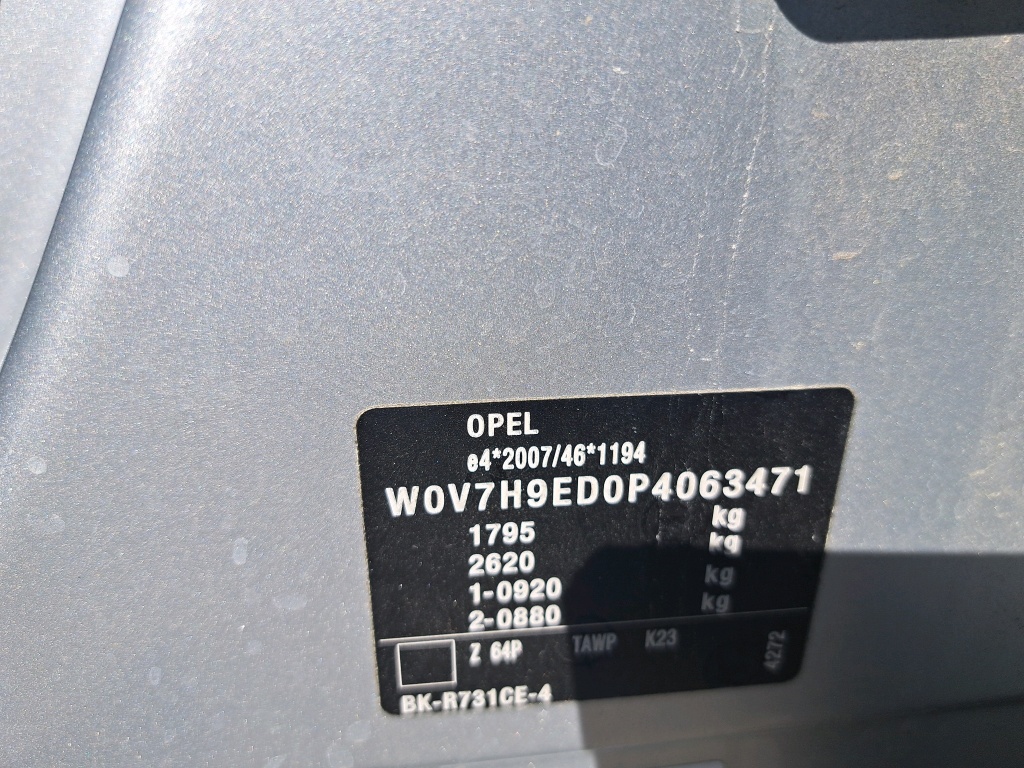 OPEL
e4*2007/46*1194
W0V7H9ED0P4063471
1795 kg
2620 kg
1-0920 kg
2-0880 kg
Z 64P TAWP K23
4272
BK-R731CE-4